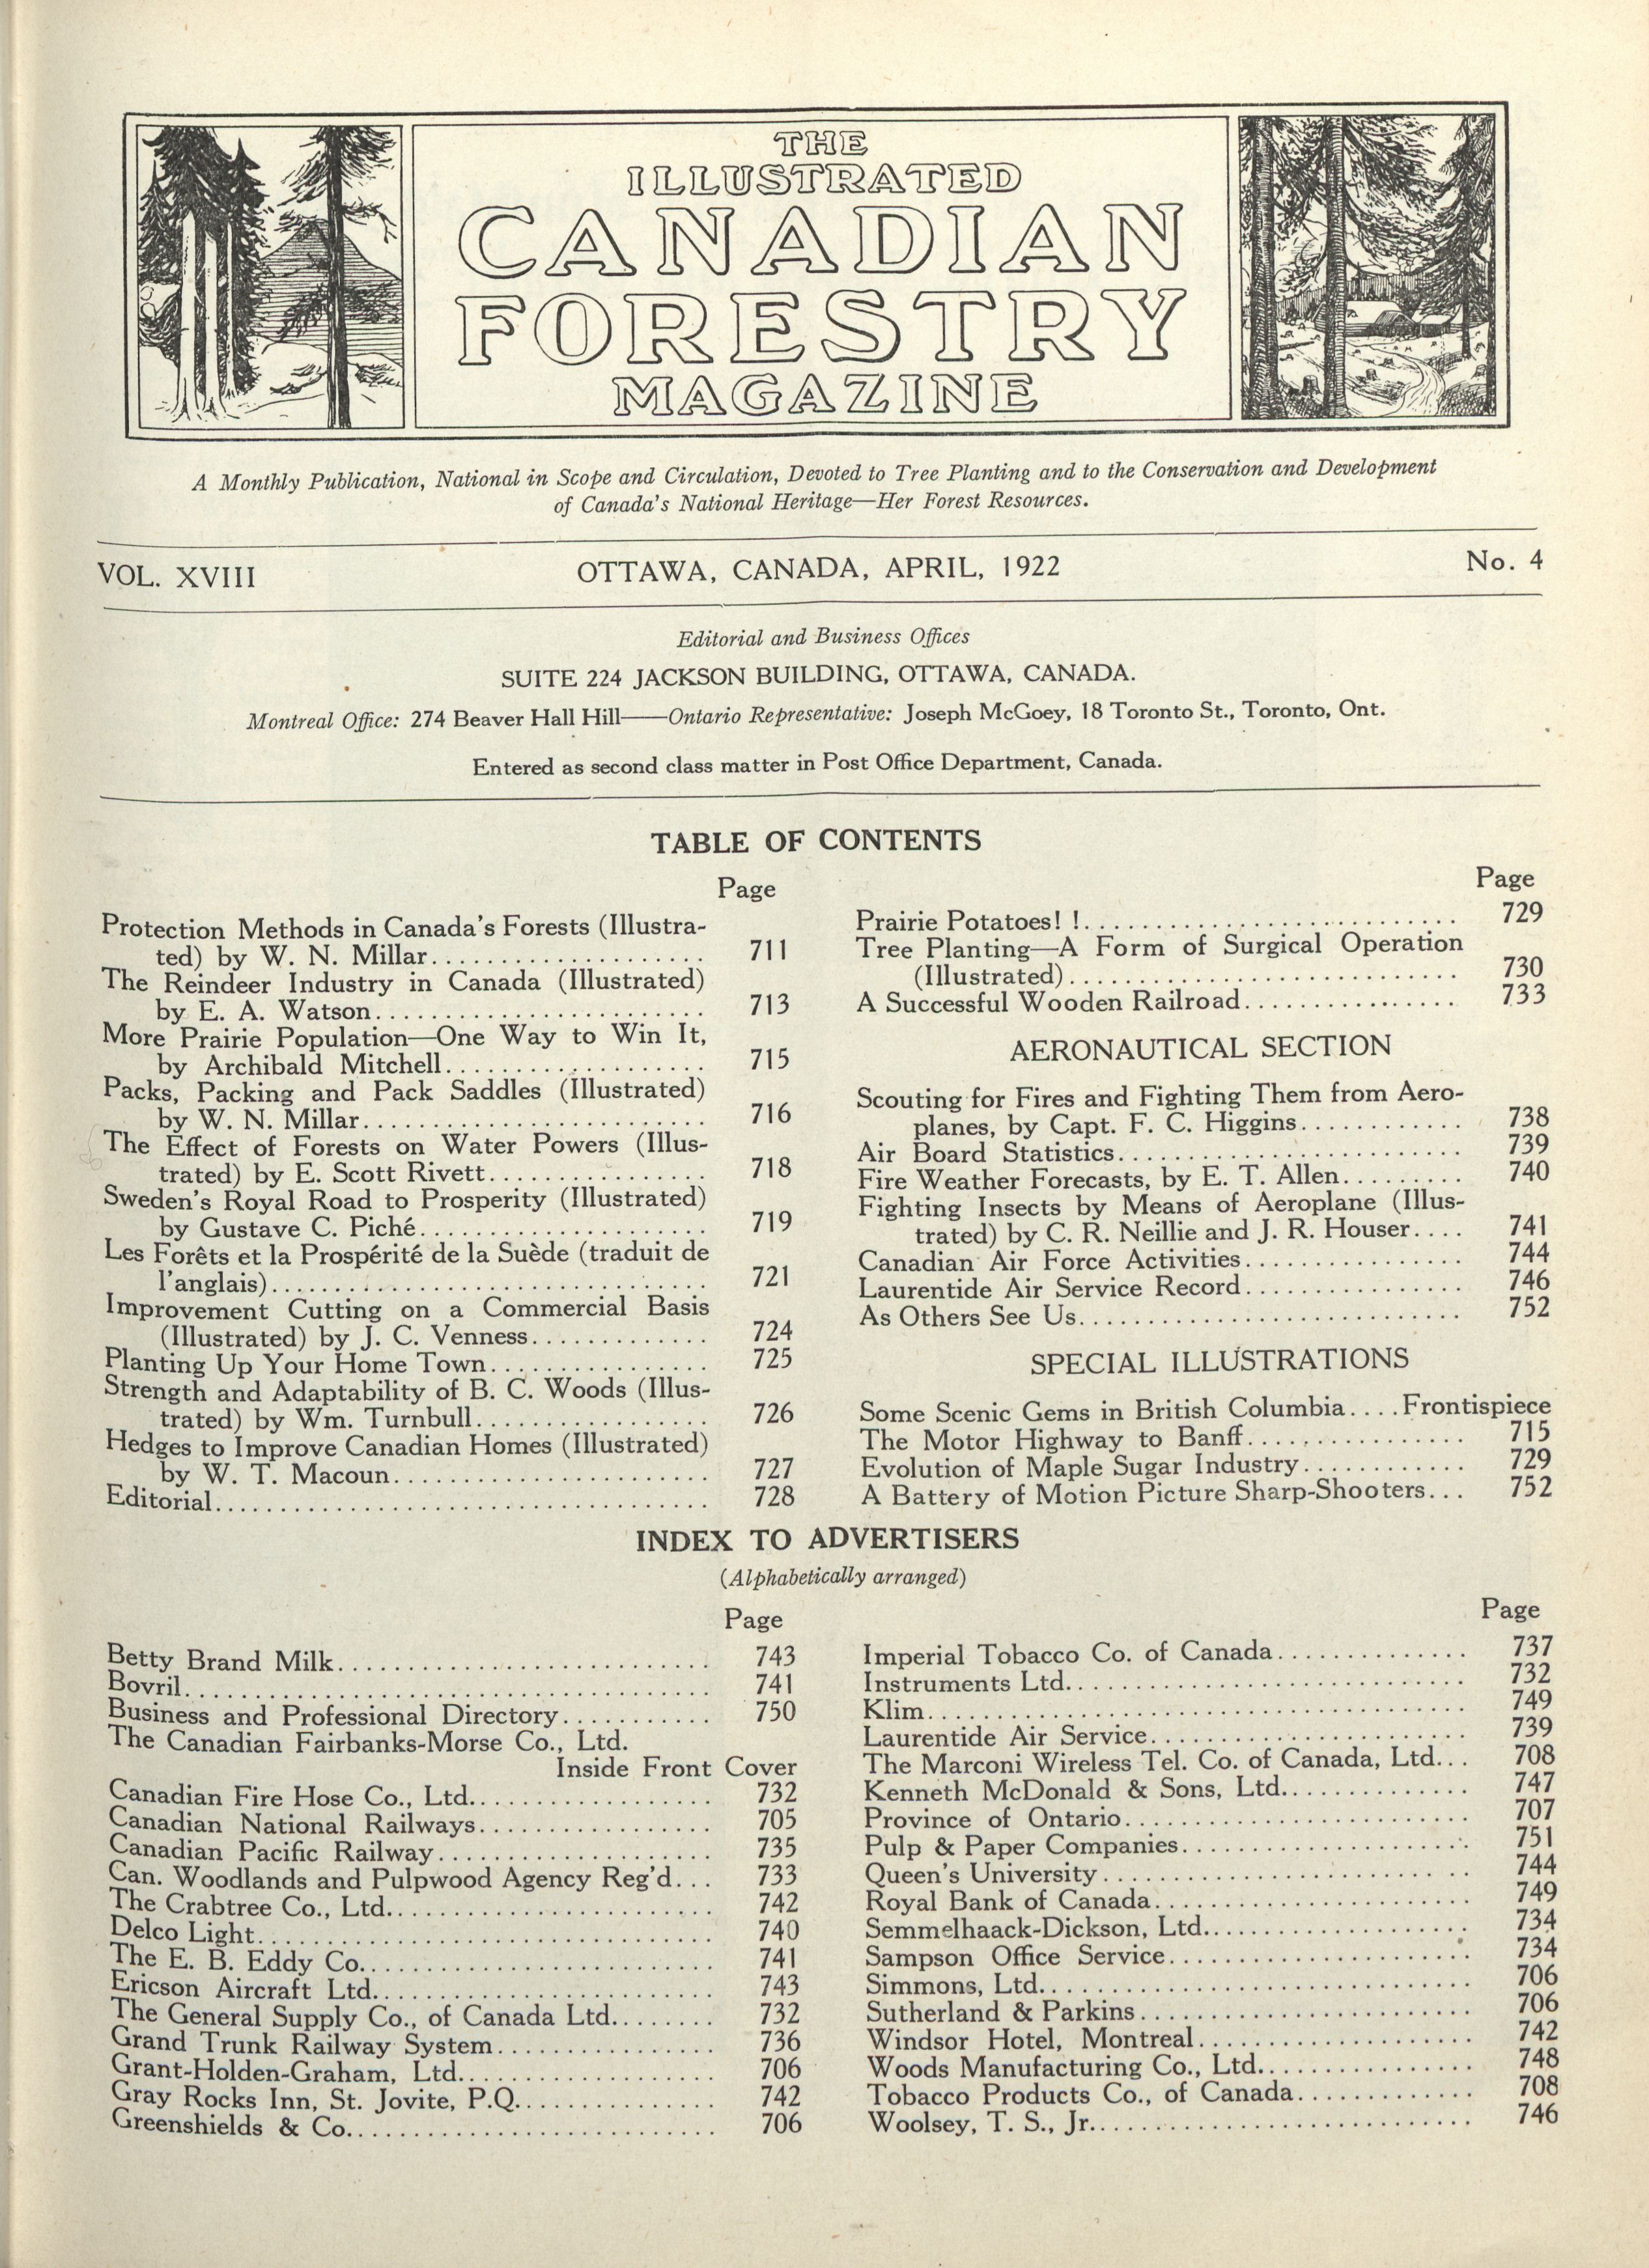 THE
ILLUSTRATED
CANADIAN
FORESTRY
MAGAZINE
A Monthly Publication, National in Scope and Circulation, Devoted to Tree Planting and to the Conservation and Development
of Canada's National Heritage—Her Forest Resources.
VOL. XVIII OTTAWA, CANADA, APRIL, 1922 No. 4
Editorial and Business Offices
SUITE 224 JACKSON BUILDING, OTTAWA, CANADA.
Montreal Office: 274 Beaver Hall Hill——Ontario Representative: Joseph McGoey, 18 Toronto St., Toronto, Ont.
Entered as second class matter in Post Office Department, Canada.
TABLE OF CONTENTS
Page
Protection Methods in Canada's Forests (Illustra-
ted) by W. N. Millar.................... 711
The Reindeer Industry in Canada (Illustrated)
by E. A. Watson........................ 713
More Prairie Population—One Way to Win It,
by Archibald Mitchell................... 715
Packs, Packing and Pack Saddles (Illustrated)
by W. N. Millar......................... 716
The Effect of Forests on Water Powers (Illus-
trated) by E. Scott Rivett................ 718
Sweden's Royal Road to Prosperity (Illustrated)
by Gustave C. Piché..................... 719
Les Forêts et la Prospérité de la Suède (traduit de
l'anglais)................................ 721
Improvement Cutting on a Commercial Basis
(Illustrated) by J. C. Venness............. 724
Planting Up Your Home Town................ 725
Strength and Adaptability of B. C. Woods (Illus-
trated) by Wm. Turnbull................. 726
Hedges to Improve Canadian Homes (Illustrated)
by W. T. Macoun....................... 727
Editorial.................................... 728
Page
Prairie Potatoes! !........................... 729
Tree Planting—A Form of Surgical Operation
(Illustrated)............................ 730
A Successful Wooden Railroad................ 733
AERONAUTICAL SECTION
Scouting for Fires and Fighting Them from Aero-
planes, by Capt. F. C. Higgins............ 738
Air Board Statistics......................... 739
Fire Weather Forecasts, by E. T. Allen......... 740
Fighting Insects by Means of Aeroplane (Illus-
trated) by C. R. Neillie and J. R. Houser.... 741
Canadian Air Force Activities................ 744
Laurentide Air Service Record................ 746
As Others See Us............................ 752
SPECIAL ILLUSTRATIONS
Some Scenic Gems in British Columbia....Frontispiece
The Motor Highway to Banff................ 715
Evolution of Maple Sugar Industry............ 729
A Battery of Motion Picture Sharp-Shooters... 752
INDEX TO ADVERTISERS
(Alphabetically arranged)
Page
Betty Brand Milk........................... 743
Bovril...................................... 741
Business and Professional Directory........... 750
The Canadian Fairbanks-Morse Co., Ltd.
Inside Front Cover
Canadian Fire Hose Co., Ltd.................. 732
Canadian National Railways................. 705
Canadian Pacific Railway.................... 735
Can. Woodlands and Pulpwood Agency Reg'd... 733
The Crabtree Co., Ltd........................ 742
Delco Light................................. 740
The E. B. Eddy Co.......................... 741
Ericson Aircraft Ltd......................... 743
The General Supply Co., of Canada Ltd........ 732
Grand Trunk Railway System................ 736
Grant-Holden-Graham, Ltd................... 706
Gray Rocks Inn, St. Jovite, P.Q............... 742
Greenshields & Co........................... 706
Page
Imperial Tobacco Co. of Canada.............. 737
Instruments Ltd............................. 732
Klim....................................... 749
Laurentide Air Service....................... 739
The Marconi Wireless Tel. Co. of Canada, Ltd... 708
Kenneth McDonald & Sons, Ltd.............. 747
Province of Ontario......................... 707
Pulp & Paper Companies..................... 751
Queen's University........................... 744
Royal Bank of Canada....................... 749
Semmelhaack-Dickson, Ltd................... 734
Sampson Office Service...................... 734
Simmons, Ltd............................... 706
Sutherland & Parkins........................ 706
Windsor Hotel, Montreal.................... 742
Woods Manufacturing Co., Ltd............... 748
Tobacco Products Co., of Canada............. 708
Woolsey, T. S., Jr............................ 746